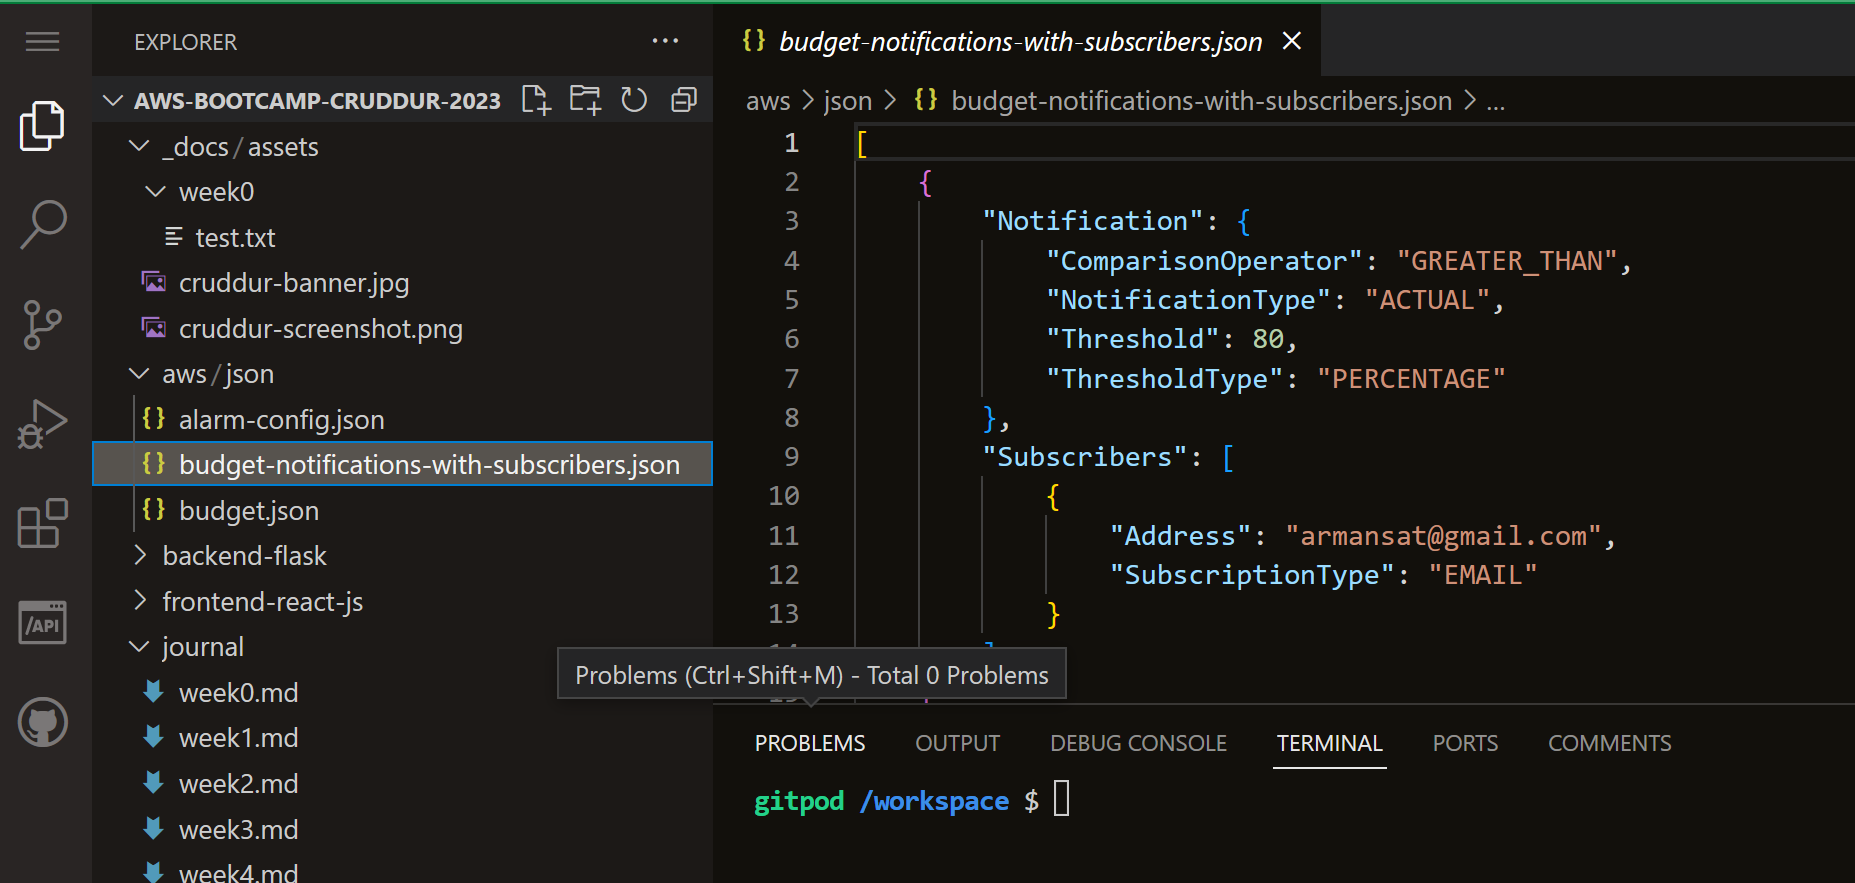 EXPLORER
AWS-BOOTCAMP-CRUDDUR-2023
_docs / assets
week0
test.txt
cruddur-banner.jpg
cruddur-screenshot.png
aws / json
alarm-config.json
budget-notifications-with-subscribers.json
budget.json
backend-flask
frontend-react-js
journal
week0.md
week1.md
week2.md
week3.md
week4.md
/API
{} budget-notifications-with-subscribers.json ×
aws > json > {} budget-notifications-with-subscribers.json > ...
1 [
2 {
3 "Notification": {
4 "ComparisonOperator": "GREATER_THAN",
5 "NotificationType": "ACTUAL",
6 "Threshold": 80,
7 "ThresholdType": "PERCENTAGE"
8 },
9 "Subscribers": [
10 {
11 "Address": "armansat@gmail.com",
12 "SubscriptionType": "EMAIL"
13 }
Problems (Ctrl+Shift+M) - Total 0 Problems
PROBLEMS OUTPUT DEBUG CONSOLE TERMINAL PORTS COMMENTS
gitpod /workspace $